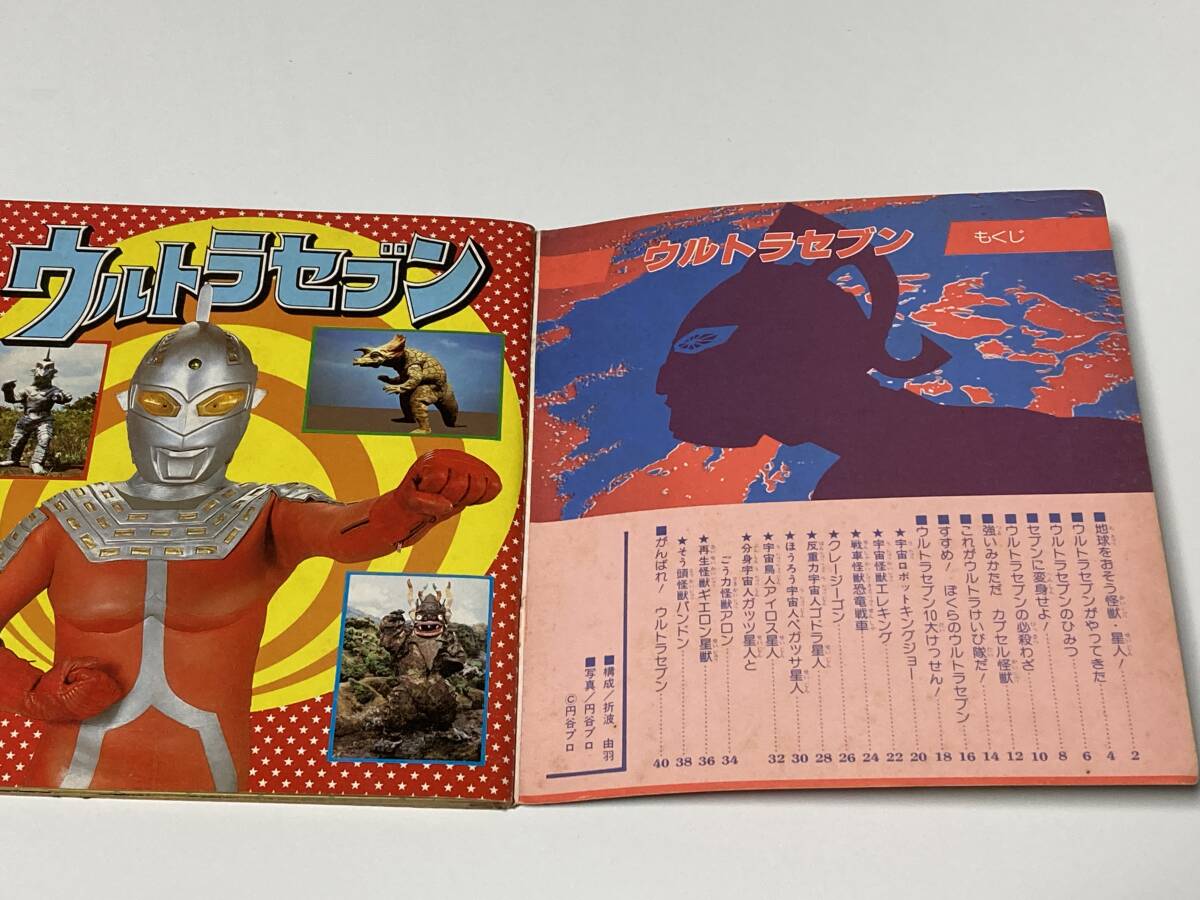 ウルトラセブン
ウルトラセブン
もくじ
■地球をおそう怪獣・星人! 2
■ウルトラセブンがやってきた 4
■ウルトラセブンのひみつ 6
■セブンに変身せよ! 8
■ウルトラセブンの必殺わざ 10
■強いみかただ カプセル怪獣 12
■これがウルトラけいび隊だ! 14
■すすめ! ぼくらのウルトラセブン 16
■ウルトラセブン10大けっせん! 18
★宇宙ロボットキングジョー 20
★宇宙怪獣エレキング 22
★戦車怪獣恐竜戦車 24
★クレージーゴン 26
★反重力宇宙人ゴドラ星人 28
★ほうろう宇宙人ペガッサ星人 30
★宇宙鳥人アイロス星人 32
★分身宇宙人ガッツ星人と
ごう力怪獣アロン 34
★再生怪獣ギエロン星獣 36
★そう頭怪獣パンドン 38
■がんばれ! ウルトラセブン 40
■構成/折波 由羽
■写真/円谷プロ
©円谷プロ